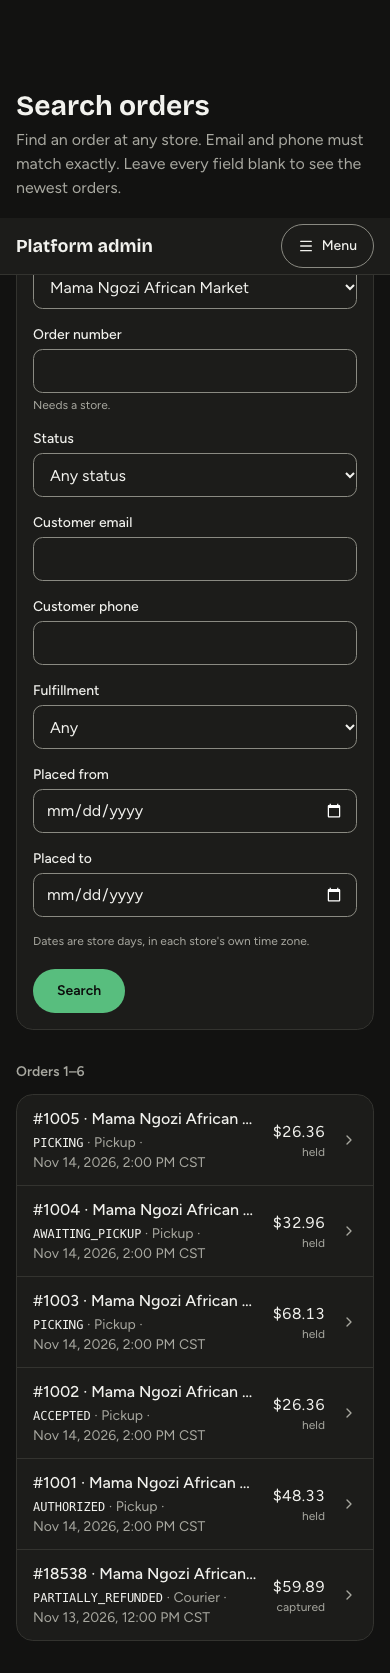 Search orders
Find an order at any store. Email and phone must
match exactly. Leave every field blank to see the
newest orders.
Platform admin
Menu
Mama Ngozi African Market
Order number
Needs a store.
Status
Any status
Customer email
Customer phone
Fulfillment
Any
Placed from
mm/dd/yyyy
Placed to
mm/dd/yyyy
Dates are store days, in each store's own time zone.
Search
Orders 1–6
#1005 · Mama Ngozi African ...
$26.36
PICKING · Pickup ·
held
Nov 14, 2026, 2:00 PM CST
#1004 · Mama Ngozi African ...
$32.96
AWAITING_PICKUP · Pickup ·
held
Nov 14, 2026, 2:00 PM CST
#1003 · Mama Ngozi African ...
$68.13
PICKING · Pickup ·
held
Nov 14, 2026, 2:00 PM CST
#1002 · Mama Ngozi African ...
$26.36
ACCEPTED · Pickup ·
held
Nov 14, 2026, 2:00 PM CST
#1001 · Mama Ngozi African ...
$48.33
AUTHORIZED · Pickup ·
held
Nov 14, 2026, 2:00 PM CST
#18538 · Mama Ngozi African...
$59.89
PARTIALLY_REFUNDED · Courier ·
captured
Nov 13, 2026, 12:00 PM CST